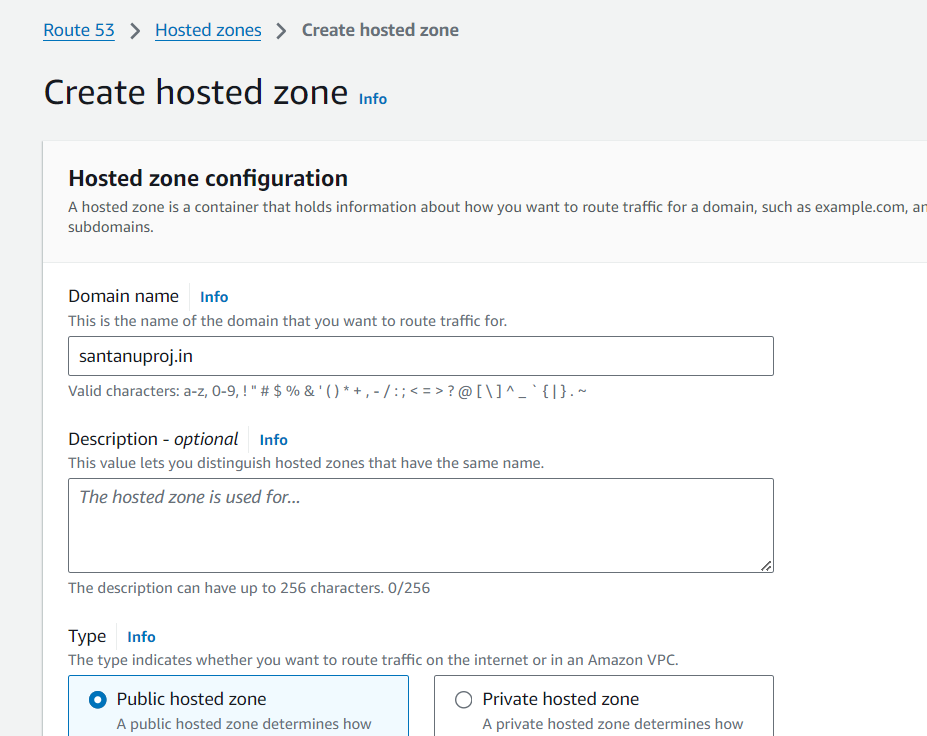 Route 53 > Hosted zones > Create hosted zone
Create hosted zone Info
Hosted zone configuration
A hosted zone is a container that holds information about how you want to route traffic for a domain, such as example.com, an
subdomains.
Domain name Info
This is the name of the domain that you want to route traffic for.
santanuproj.in
Valid characters: a-z, 0-9, ! " # $ % & ' ( ) * + , - / : ; < = > ? @ [ \ ] ^ _ ` { | } . ~
Description - optional Info
This value lets you distinguish hosted zones that have the same name.
The hosted zone is used for...
The description can have up to 256 characters. 0/256
Type Info
The type indicates whether you want to route traffic on the internet or in an Amazon VPC.
Public hosted zone Private hosted zone
A public hosted zone determines how A private hosted zone determines how